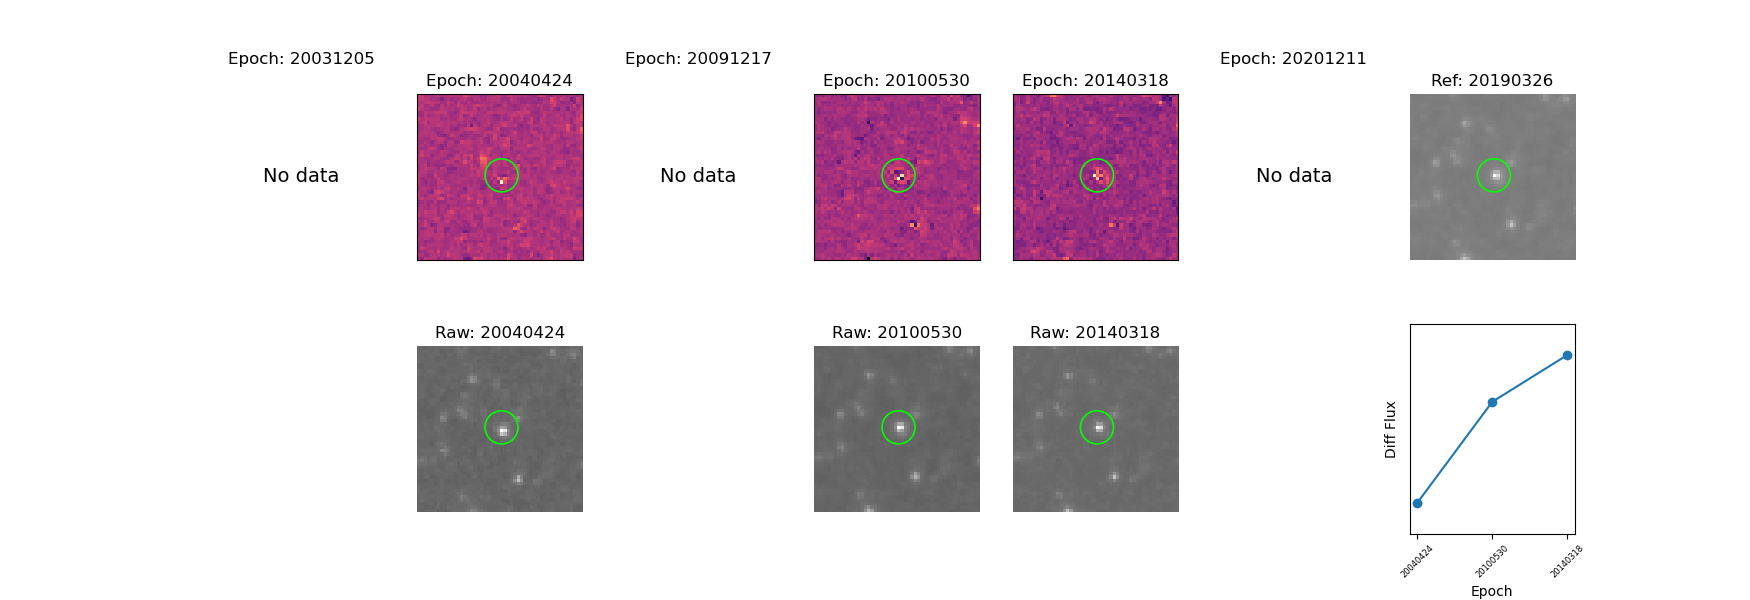 Epoch: 20031205
No data
Epoch: 20040424
Epoch: 20091217
No data
Epoch: 20100530
Epoch: 20140318
Epoch: 20201211
No data
Ref: 20190326
Raw: 20040424
Raw: 20100530
Raw: 20140318
Diff Flux
20040424
20100530
20140318
Epoch